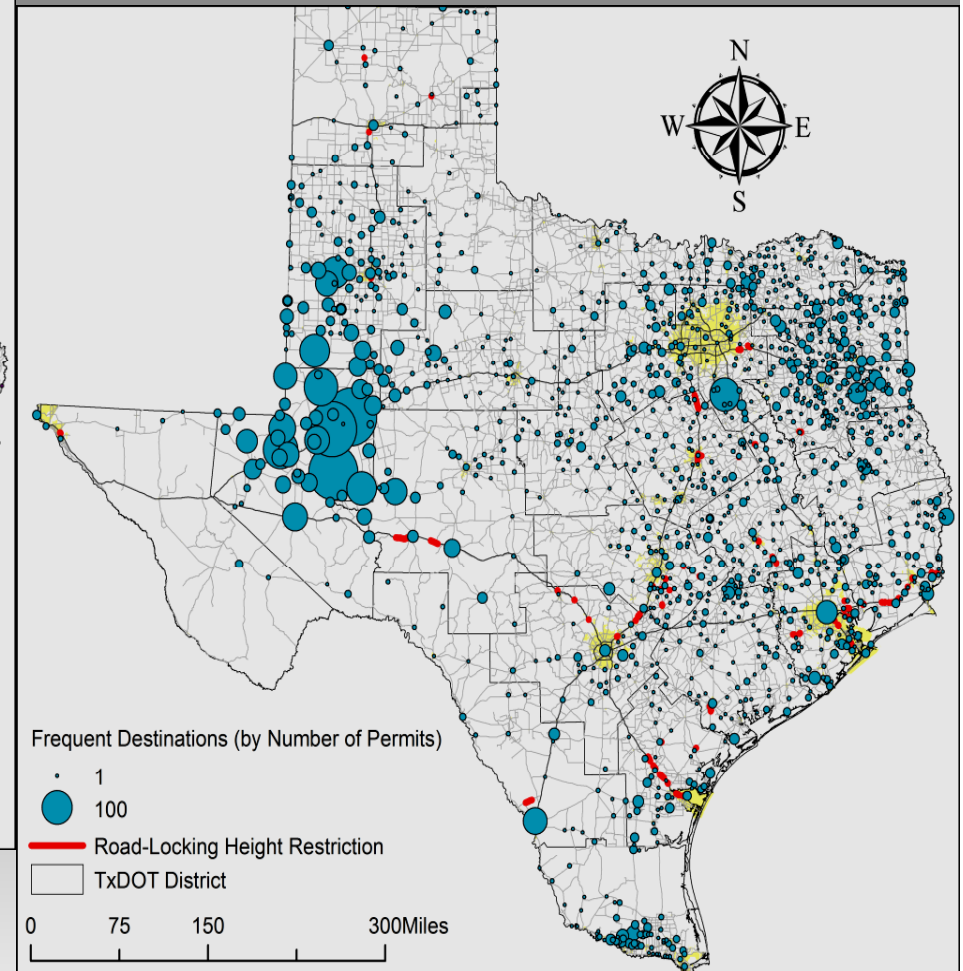 N
W E
S
Frequent Destinations (by Number of Permits)
1
100
Road-Locking Height Restriction
TxDOT District
0 75 150 300Miles